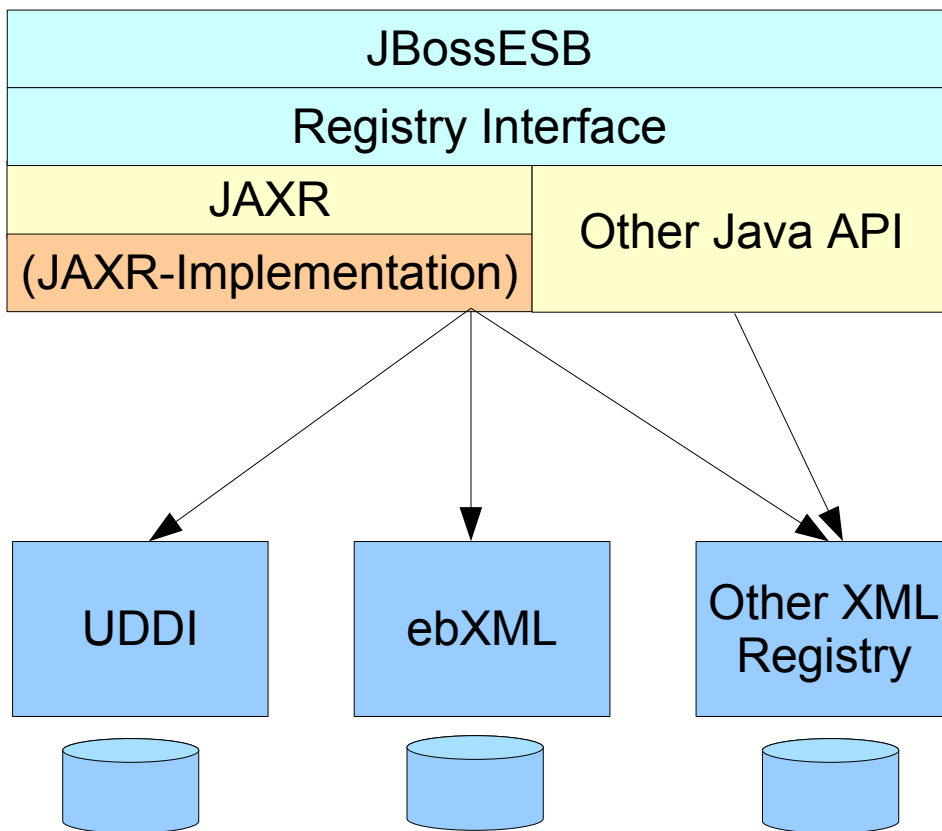 JBossESB
Registry Interface
JAXR
Other Java API
(JAXR-Implementation)
UDDI
ebXML
Other XML
Registry